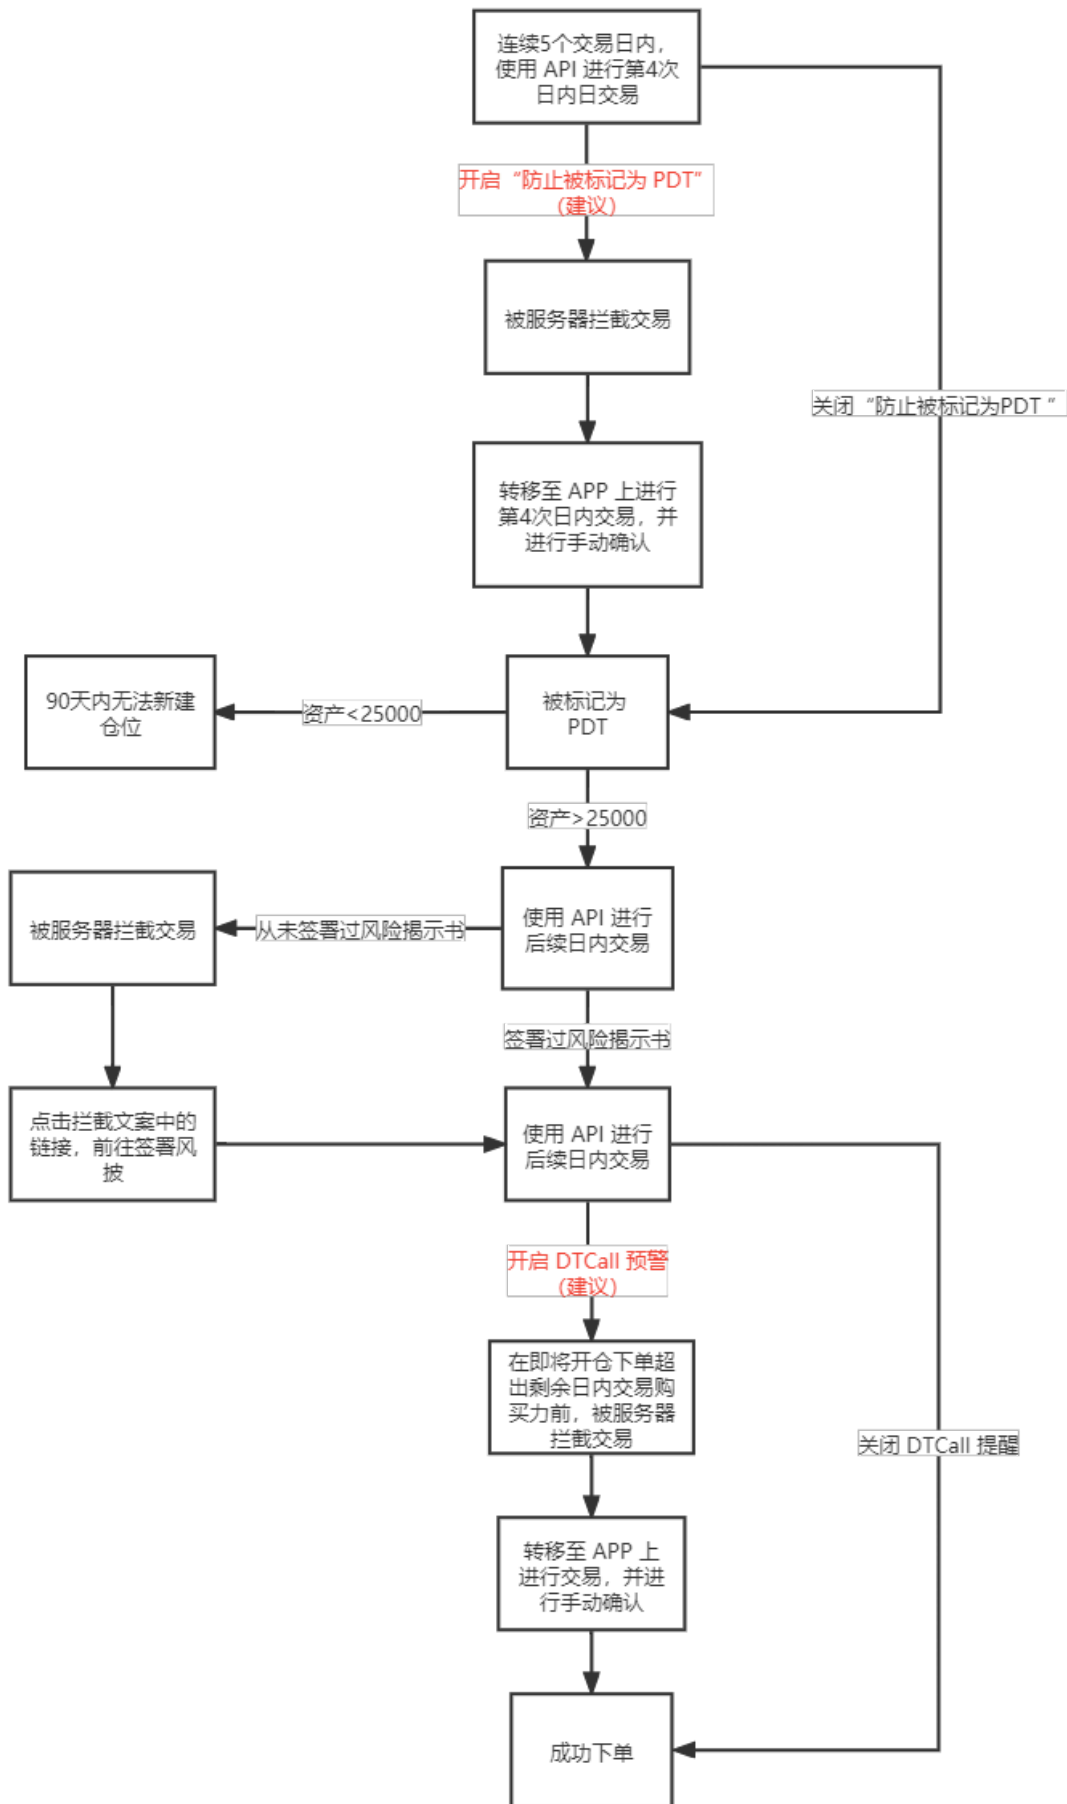 连续5个交易日内，
使用 API 进行第4次
日内日交易
开启“防止被标记为 PDT”
（建议）
被服务器拦截交易
关闭“防止被标记为PDT ”
转移至 APP 上进行
第4次日内交易，并
进行手动确认
90天内无法新建
仓位
资产<25000
被标记为
PDT
资产>25000
被服务器拦截交易
从未签署过风险揭示书
使用 API 进行
后续日内交易
签署过风险揭示书
点击拦截文案中的
链接，前往签署风
披
使用 API 进行
后续日内交易
开启 DTCall 预警
（建议）
在即将开仓下单超
出剩余日内交易购
买力前，被服务器
拦截交易
关闭 DTCall 提醒
转移至 APP 上
进行交易，并进
行手动确认
成功下单